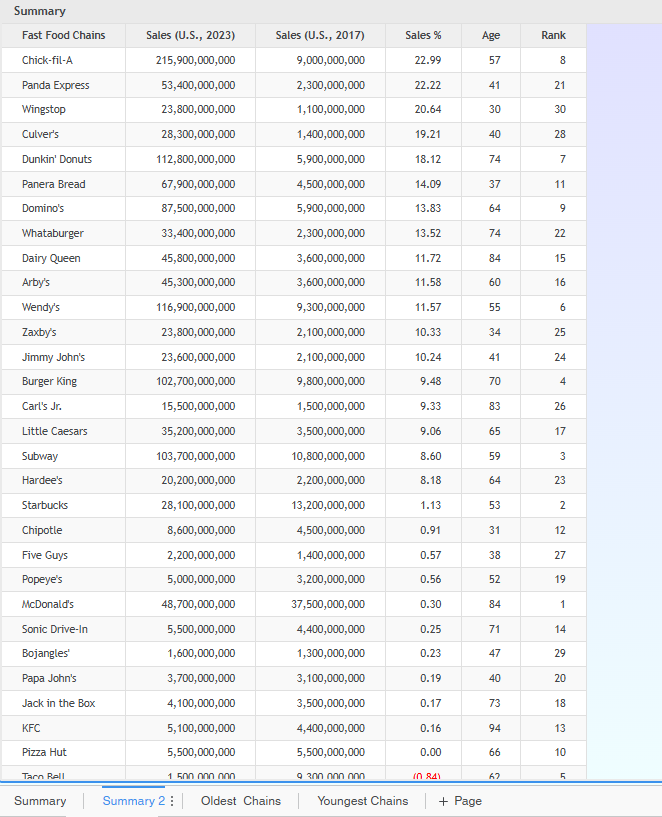 Summary
Fast Food Chains Sales (U.S., 2023) Sales (U.S., 2017) Sales % Age Rank
Chick-fil-A 215,900,000,000 9,000,000,000 22.99 57 8
Panda Express 53,400,000,000 2,300,000,000 22.22 41 21
Wingstop 23,800,000,000 1,100,000,000 20.64 30 30
Culver's 28,300,000,000 1,400,000,000 19.21 40 28
Dunkin' Donuts 112,800,000,000 5,900,000,000 18.12 74 7
Panera Bread 67,900,000,000 4,500,000,000 14.09 37 11
Domino's 87,500,000,000 5,900,000,000 13.83 64 9
Whataburger 33,400,000,000 2,300,000,000 13.52 74 22
Dairy Queen 45,800,000,000 3,600,000,000 11.72 84 15
Arby's 45,300,000,000 3,600,000,000 11.58 60 16
Wendy's 116,900,000,000 9,300,000,000 11.57 55 6
Zaxby's 23,800,000,000 2,100,000,000 10.33 34 25
Jimmy John's 23,600,000,000 2,100,000,000 10.24 41 24
Burger King 102,700,000,000 9,800,000,000 9.48 70 4
Carl's Jr. 15,500,000,000 1,500,000,000 9.33 83 26
Little Caesars 35,200,000,000 3,500,000,000 9.06 65 17
Subway 103,700,000,000 10,800,000,000 8.60 59 3
Hardee's 20,200,000,000 2,200,000,000 8.18 64 23
Starbucks 28,100,000,000 13,200,000,000 1.13 53 2
Chipotle 8,600,000,000 4,500,000,000 0.91 31 12
Five Guys 2,200,000,000 1,400,000,000 0.57 38 27
Popeye's 5,000,000,000 3,200,000,000 0.56 52 19
McDonald's 48,700,000,000 37,500,000,000 0.30 84 1
Sonic Drive-In 5,500,000,000 4,400,000,000 0.25 71 14
Bojangles' 1,600,000,000 1,300,000,000 0.23 47 29
Papa John's 3,700,000,000 3,100,000,000 0.19 40 20
Jack in the Box 4,100,000,000 3,500,000,000 0.17 73 18
KFC 5,100,000,000 4,400,000,000 0.16 94 13
Pizza Hut 5,500,000,000 5,500,000,000 0.00 66 10
Taco Bell 1,500,000,000 9,300,000,000 (0.84) 62 5
Summary Summary 2 Oldest Chains Youngest Chains + Page